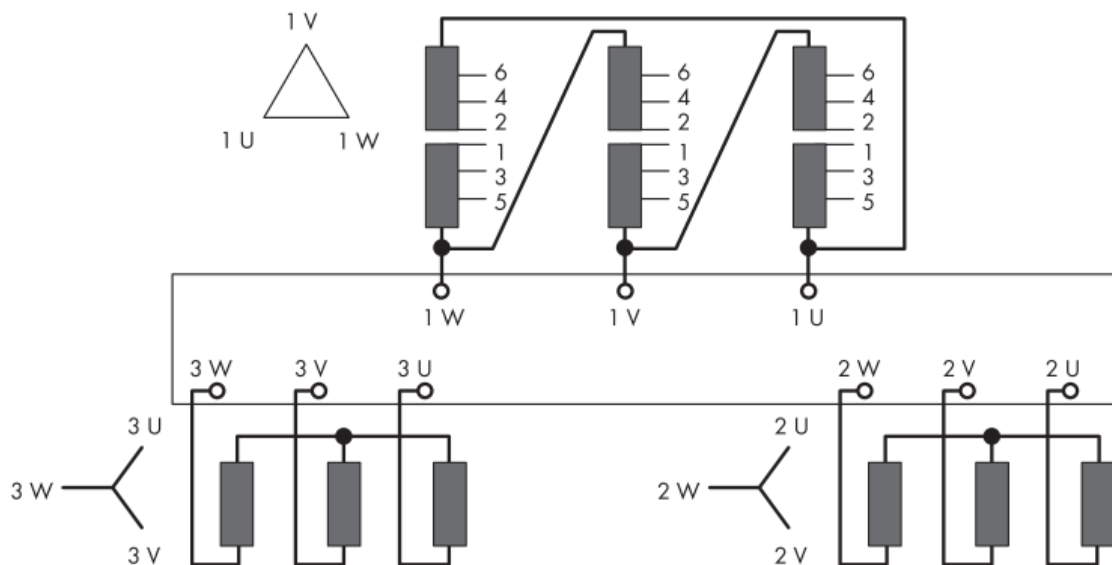 1 V
1 U 1 W
6 6 6
4 4 4
2 2 2
1 1 1
3 3 3
5 5 5
1 W 1 V 1 U
3 W 3 V 3 U 2 W 2 V 2 U
3 U 2 U
3 W 2 W
3 V 2 V